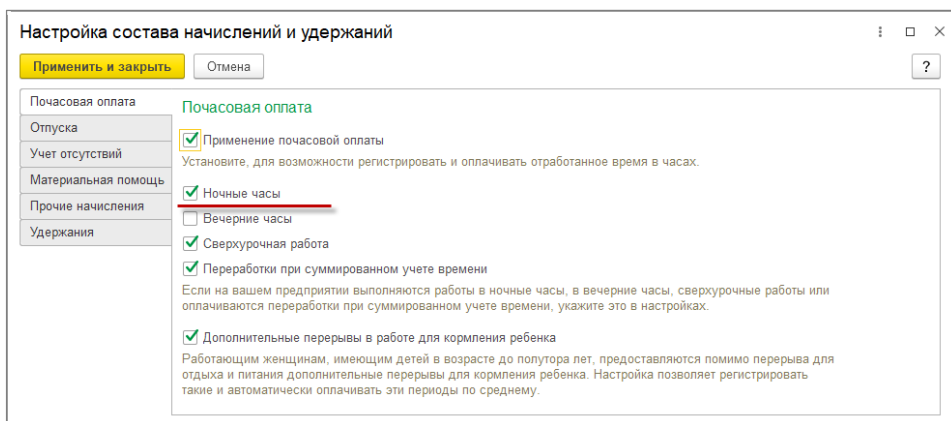 Настройка состава начислений и удержаний
Применить и закрыть
Отмена
?
Почасовая оплата
Отпуска
Учет отсутствий
Материальная помощь
Прочие начисления
Удержания
Почасовая оплата
Применение почасовой оплаты
Установите, для возможности регистрировать и оплачивать отработанное время в часах.
Ночные часы
Вечерние часы
Сверхурочная работа
Переработки при суммированном учете времени
Если на вашем предприятии выполняются работы в ночные часы, в вечерние часы, сверхурочные работы или
оплачиваются переработки при суммированном учете времени, укажите это в настройках.
Дополнительные перерывы в работе для кормления ребенка
Работающим женщинам, имеющим детей в возрасте до полутора лет, предоставляются помимо перерыва для
отдыха и питания дополнительные перерывы для кормления ребенка. Настройка позволяет регистрировать
такие и автоматически оплачивать эти периоды по среднему.